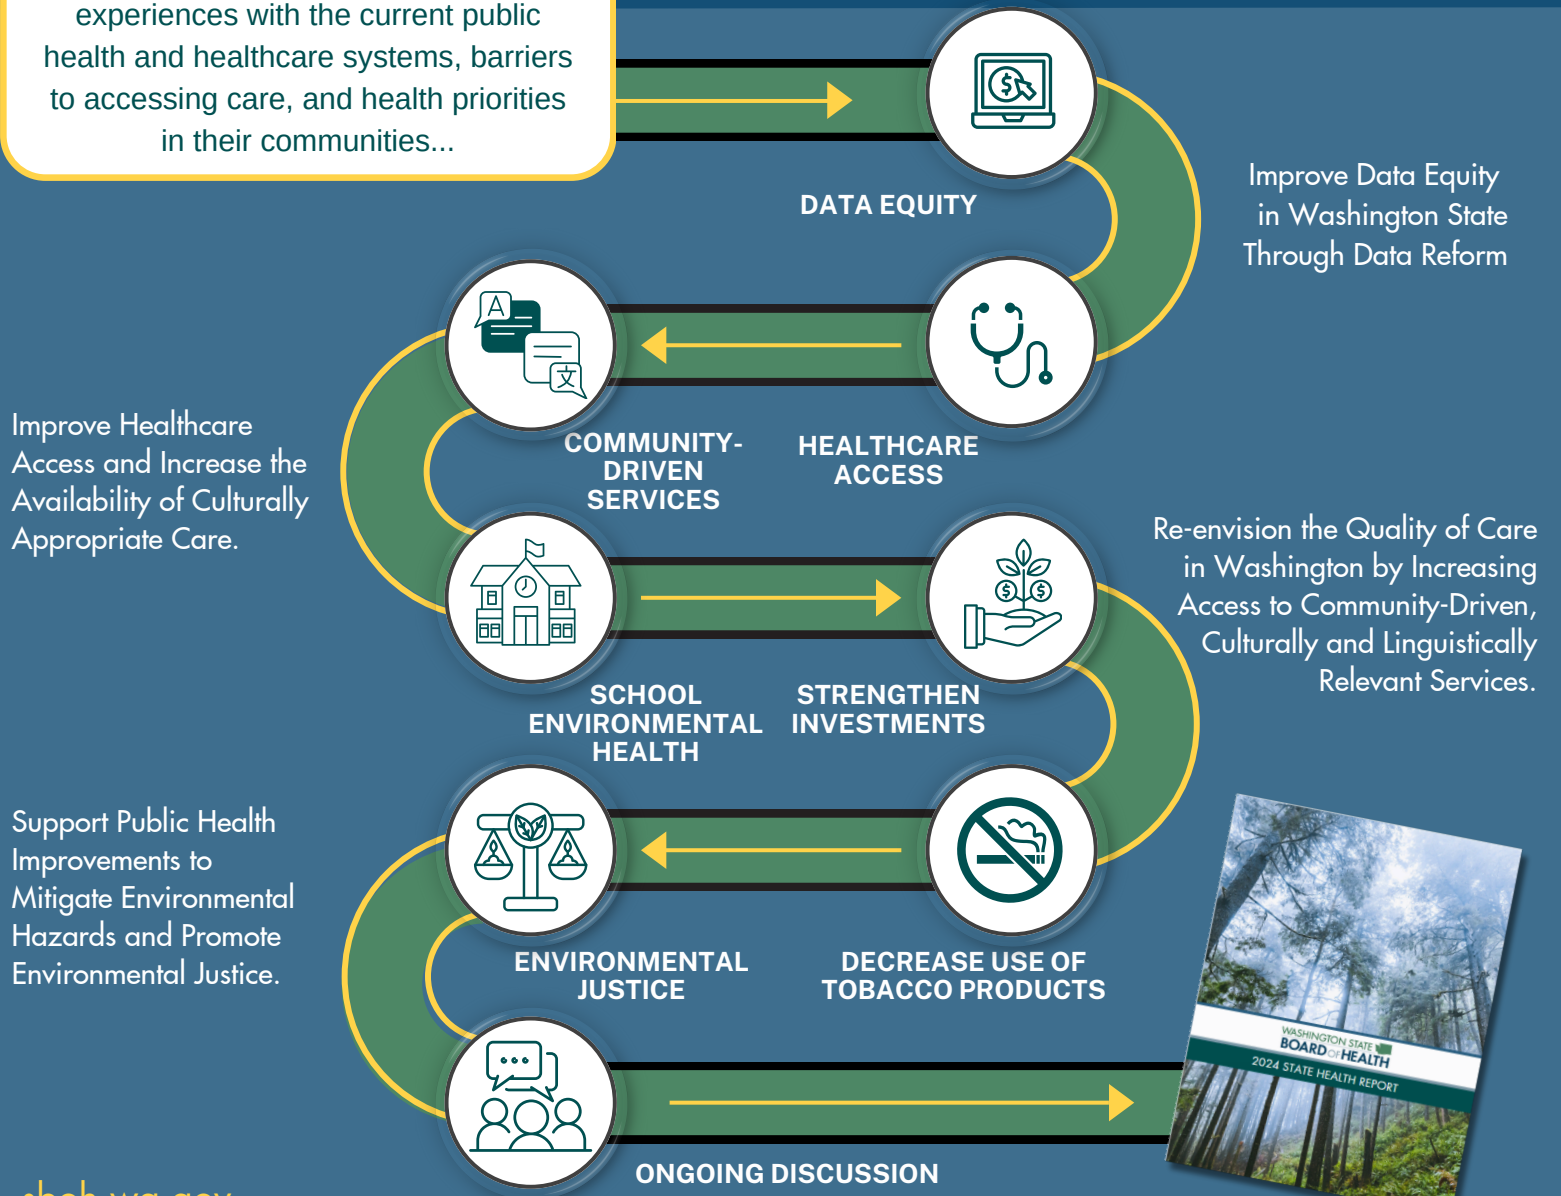 experiences with the current public
health and healthcare systems, barriers
to accessing care, and health priorities
in their communities...
DATA EQUITY
Improve Data Equity
in Washington State
Through Data Reform
A
文
COMMUNITY-
DRIVEN
SERVICES
HEALTHCARE
ACCESS
Improve Healthcare
Access and Increase the
Availability of Culturally
Appropriate Care.
Re-envision the Quality of Care
in Washington by Increasing
Access to Community-Driven,
Culturally and Linguistically
Relevant Services.
SCHOOL
ENVIRONMENTAL
HEALTH
STRENGTHEN
INVESTMENTS
Support Public Health
Improvements to
Mitigate Environmental
Hazards and Promote
Environmental Justice.
ENVIRONMENTAL
JUSTICE
DECREASE USE OF
TOBACCO PRODUCTS
WASHINGTON STATE
BOARD OF HEALTH
2024 STATE HEALTH REPORT
ONGOING DISCUSSION
sboh.wa.gov